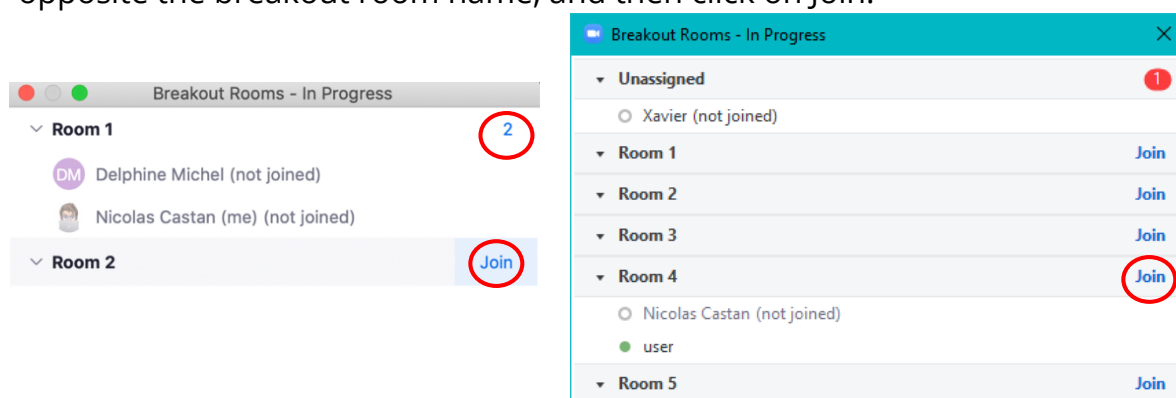 opposite the breakout room name, and then click on Join.
Breakout Rooms - In Progress
Room 1 2
DM Delphine Michel (not joined)
Nicolas Castan (me) (not joined)
Room 2 Join
Breakout Rooms - In Progress
Unassigned 1
Xavier (not joined)
Room 1 Join
Room 2 Join
Room 3 Join
Room 4 Join
Nicolas Castan (not joined)
user
Room 5 Join